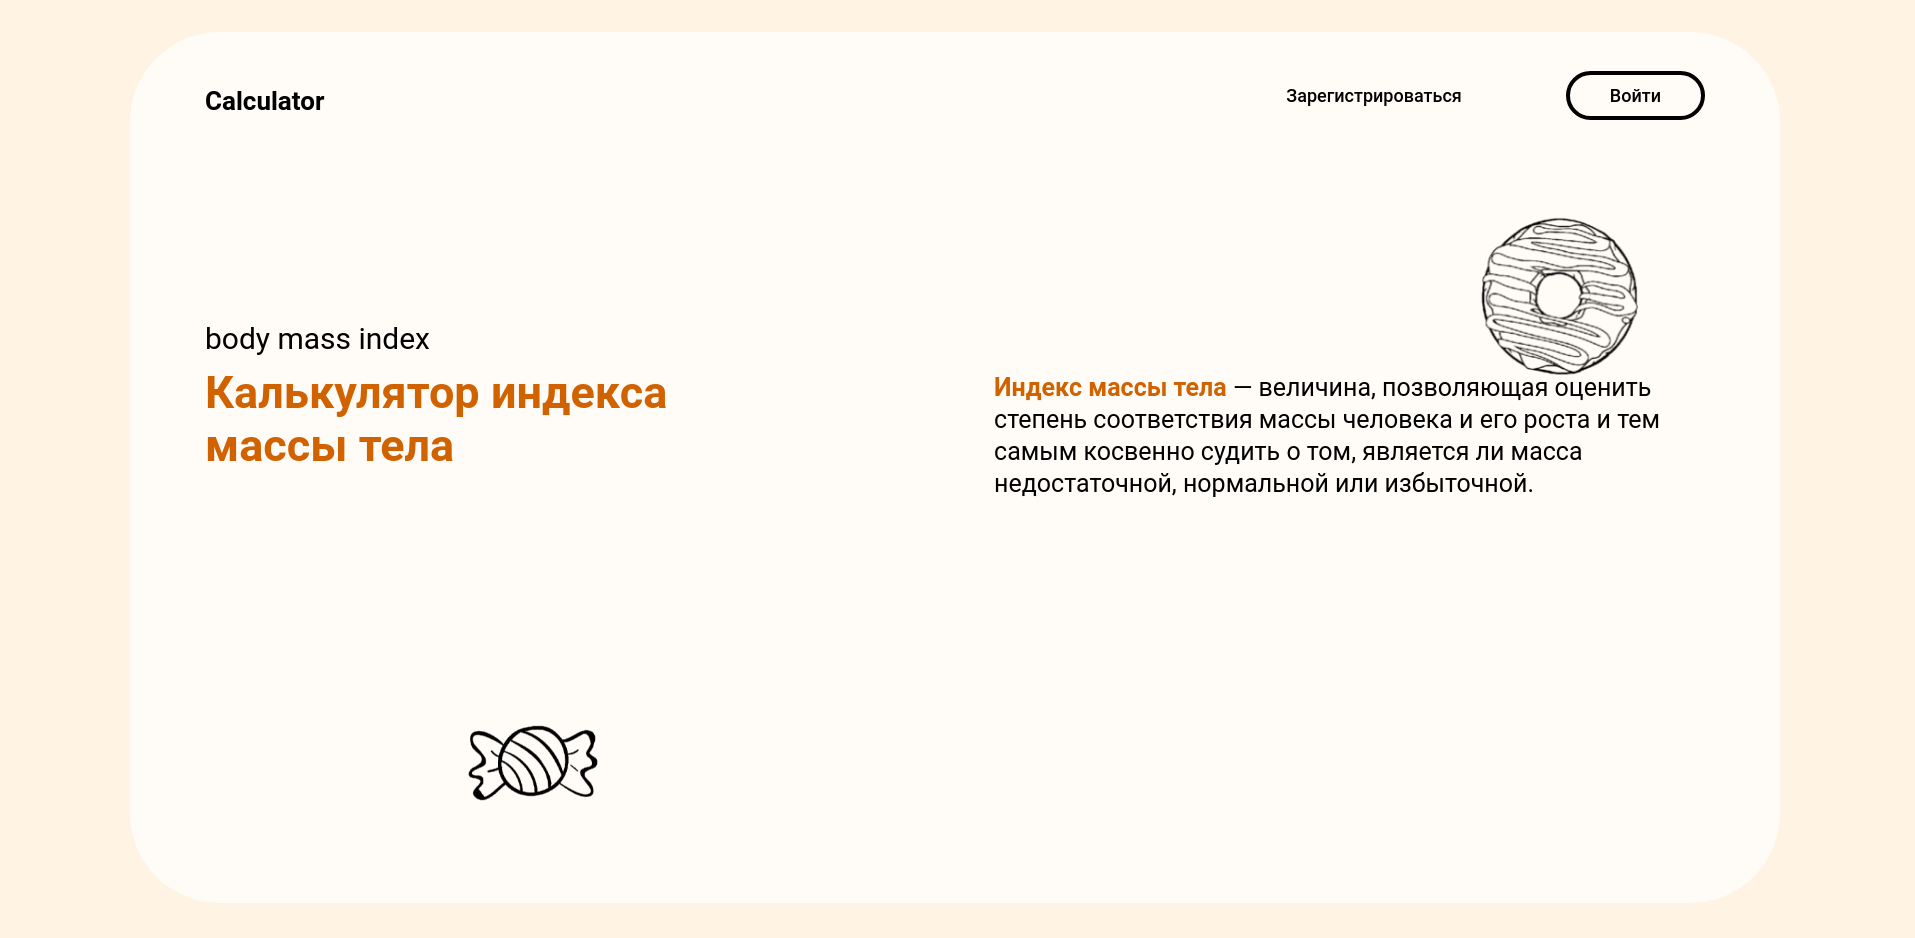 Calculator
Зарегистрироваться
Войти
body mass index
Калькулятор индекса
массы тела
Индекс массы тела — величина, позволяющая оценить
степень соответствия массы человека и его роста и тем
самым косвенно судить о том, является ли масса
недостаточной, нормальной или избыточной.